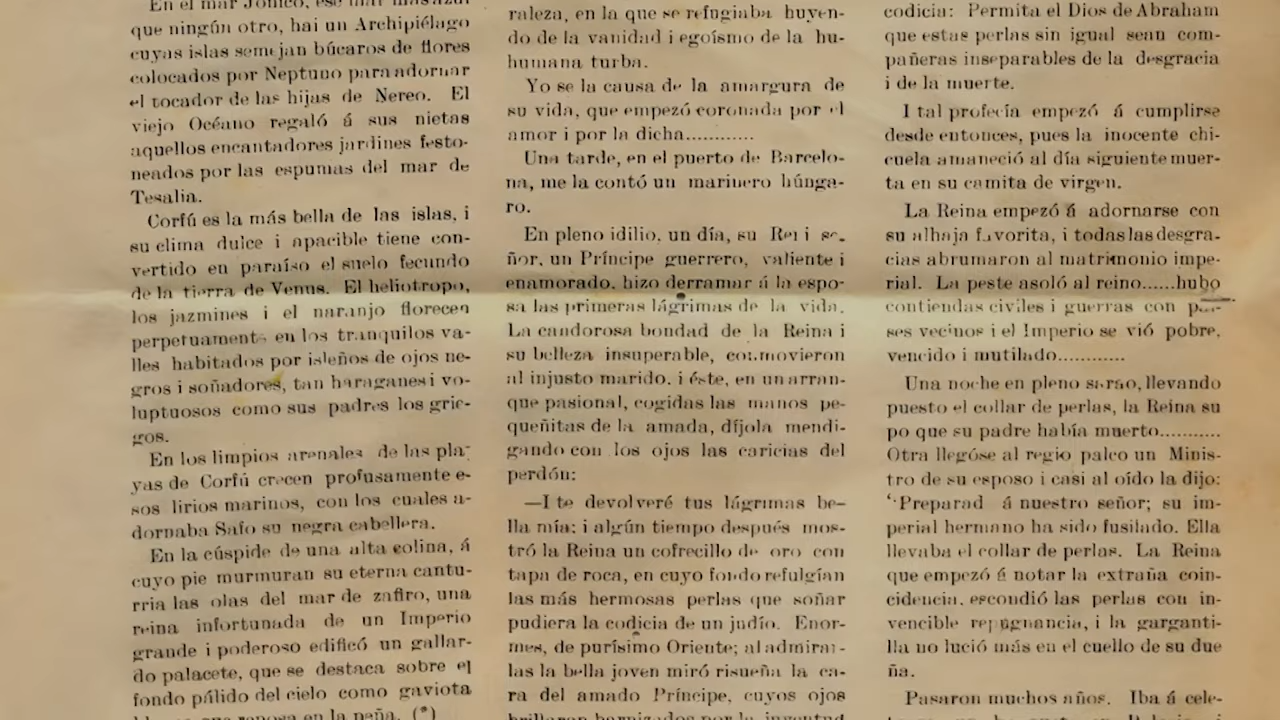 En el mar Jónico, ese mar más azul
que ningún otro, hai un Archipiélago
cuyas islas semejan búcaros de flores
colocados por Neptuno para adornar
el tocador de las hijas de Nereo. El
viejo Océano regaló á sus nietas
aquellos encantadores jardines festo-
neados por las espumas del mar de
Tesalia.
Corfú es la más bella de las islas, i
su clima dulce i apacible tiene con-
vertido en paraíso el suelo fecundo
de la tierra de Venus. El heliotropo,
los jazmines i el naranjo florecen
perpetuamente en los tranquilos va-
lles habitados por isleños de ojos ne-
gros i soñadores, tan haraganes i vo-
luptuosos como sus padres los grie-
gos.
En los limpios arenales de las pla-
yas de Corfú crecen profusamente e-
sos lirios marinos, con los cuales a-
dornaba Safo su negra cabellera.
En la cúspide de una alta colina, á
cuyo pie murmuran su eterna cantu-
rria las olas del mar de zafiro, una
reina infortunada de un Imperio
grande i poderoso edificó un gallar-
do palacete, que se destaca sobre el
fondo pálido del cielo como gaviota
que reposa en la peña. (*)
raleza, en la que se refugiaba huyen-
do de la vanidad i egoísmo de la hu-
humana turba.
Yo se la causa de la amargura de
su vida, que empezó coronada por el
amor i por la dicha...........
Una tarde, en el puerto de Barcelo-
na, me la contó un marinero húnga-
ro.
En pleno idilio, un día, su Rei i se-
ñor, un Príncipe guerrero, valiente i
enamorado, hizo derramar á la espo-
sa las primeras lágrimas de la vida.
La candorosa bondad de la Reina i
su belleza insuperable, conmovieron
al injusto marido, i éste, en un arran-
que pasional, cogidas las manos pe-
queñitas de la amada, díjola mendi-
gando con los ojos las caricias del
perdón:
—I te devolveré tus lágrimas be-
lla mía: i algún tiempo después mos-
tró la Reina un cofrecillo de oro con
tapa de roca, en cuyo fondo refulgían
las más hermosas perlas que soñar
pudiera la codicia de un judío. Enor-
mes, de purísimo Oriente; al admirar-
las la bella joven miró risueña la ca-
ra del amado Príncipe, cuyos ojos
brillaron barnizados por la juventud
codicia: Permita el Dios de Abraham
que estas perlas sin igual sean com-
pañeras inseparables de la desgracia
i de la muerte.
I tal profecía empezó á cumplirse
desde entonces, pues la inocente chi-
cuela amaneció al día siguiente muer-
ta en su camita de virgen.
La Reina empezó á adornarse con
su alhaja favorita, i todas las desgra-
cias abrumaron al matrimonio impe-
rial. La peste asoló al reino......hubo
contiendas civiles i guerras con paí-
ses vecinos i el Imperio se vió pobre,
vencido i mutilado............
Una noche en pleno sarao, llevando
puesto el collar de perlas, la Reina su
po que su padre había muerto...........
Otra llegóse al regio palco un Minis-
tro de su esposo i casi al oído la dijo:
“Preparad á nuestro señor; su im-
perial hermano ha sido fusilado. Ella
llevaba el collar de perlas. La Reina
que empezó á notar la extraña coin-
cidencia, escondió las perlas con in-
vencible repugnancia, i la garganti-
lla no lució más en el cuello de su due
ña.
Pasaron muchos años. Iba á cele-